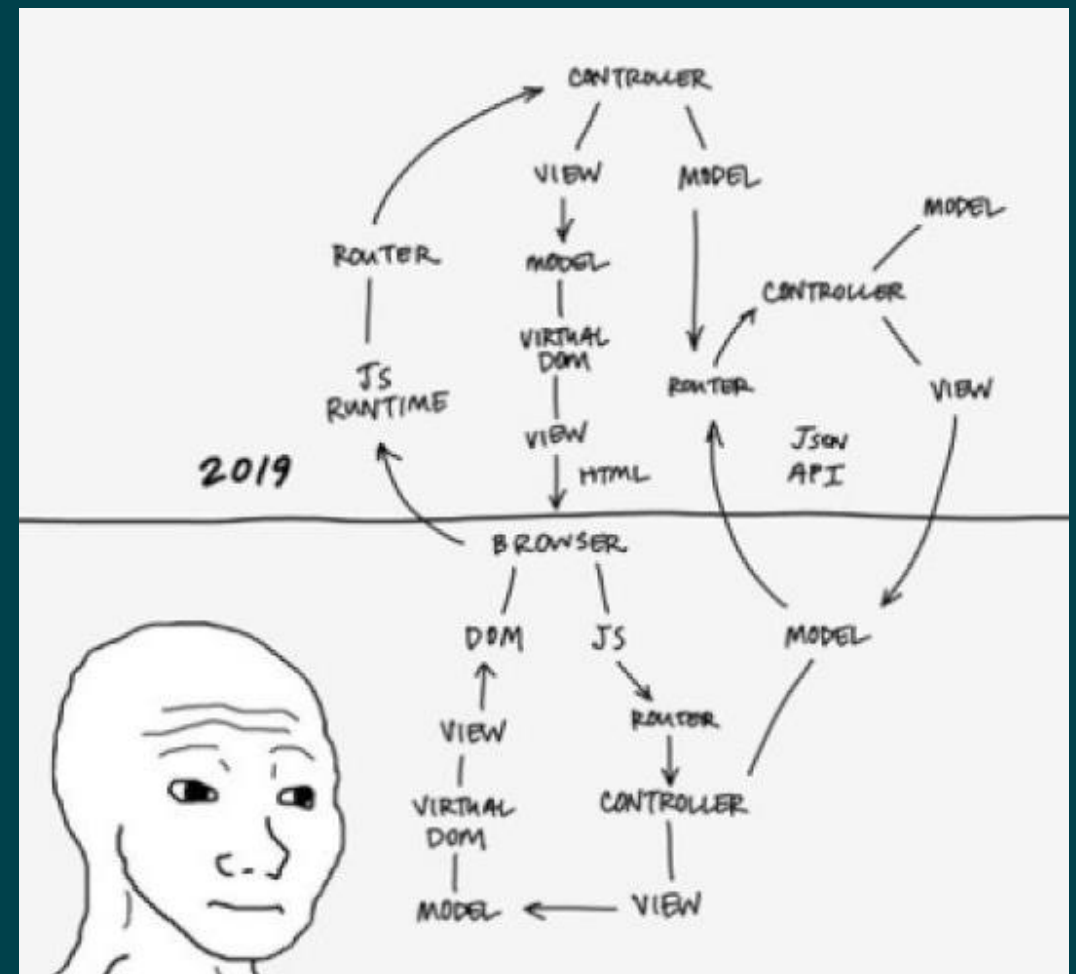 CONTROLLER
VIEW MODEL
MODEL
ROUTER MODEL
CONTROLLER
VIRTUAL
DOM
JS
RUNTIME
ROUTER
VIEW
VIEW
HTML
JSON
API
2019
BROWSER
DOM JS
MODEL
VIEW
ROUTER
VIRTUAL
DOM
CONTROLLER
MODEL
VIEW